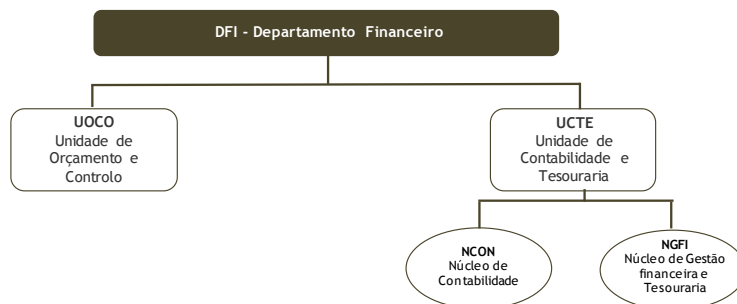 DFI - Departamento Financeiro
UOCO
Unidade de
Orçamento e
Controlo
UCTE
Unidade de
Contabilidade e
Tesouraria
NCON
Núcleo de
Contabilidade
NGFI
Núcleo de Gestão
financeira e
Tesouraria